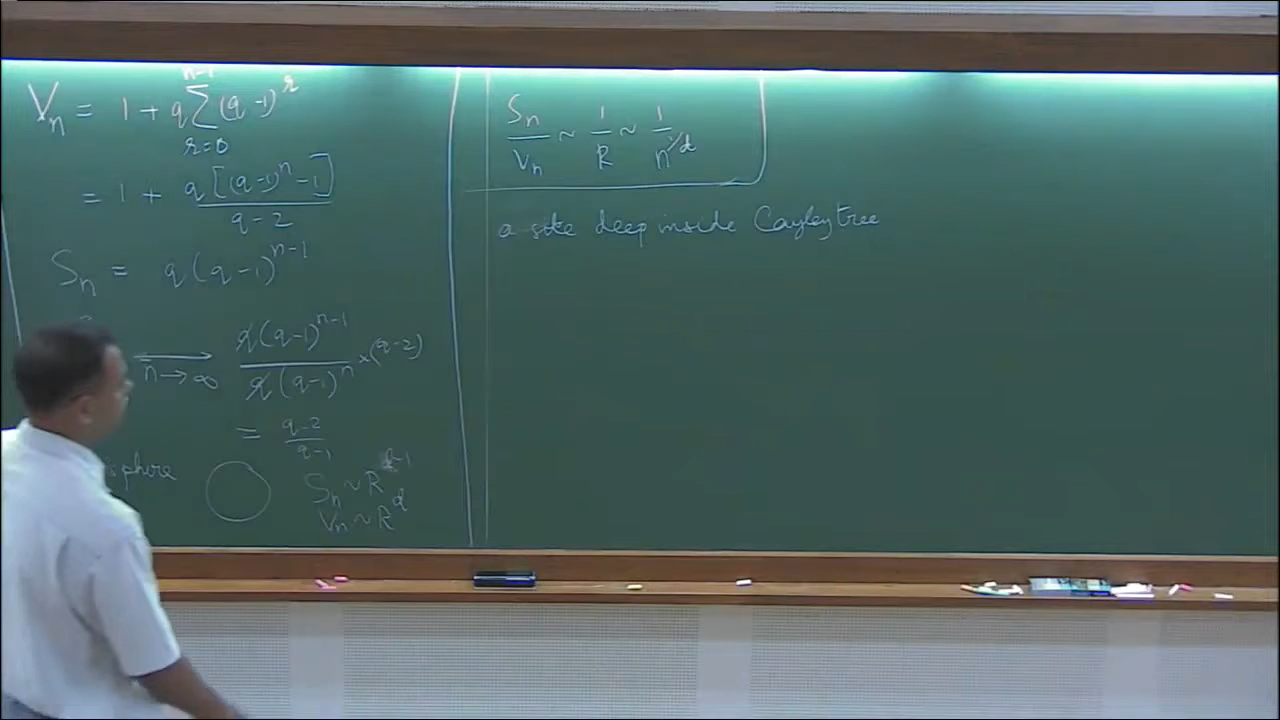 V_n = 1 + q ∑_{r=0}^{n-1} (q-1)^r
= 1 + q[(q-1)^n - 1] / (q-2)
S_n = q(q-1)^{n-1}
⟶_{n→∞} q(q-1)^{n-1} / q(q-1)^n × (q-2)
= (q-2)/(q-1)
sphere
S_n ~ R^{d-1}
V_n ~ R^d
S_n/V_n ~ 1/R ~ 1/n^{1/d}
a site deep inside Cayley tree